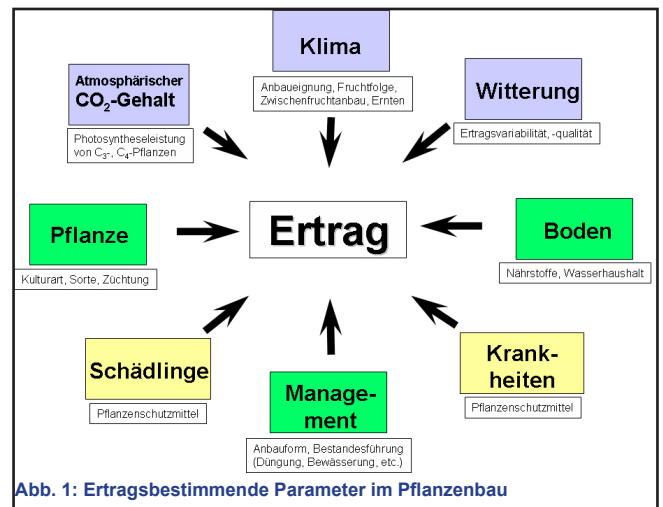 Klima
Anbaueignung, Fruchtfolge,
Zwischenfruchtanbau, Ernten
Atmosphärischer
CO₂-Gehalt
Photosyntheseleistung
von C₃-, C₄-Pflanzen
Witterung
Ertragsvariabilität, -qualität
Pflanze
Kulturart, Sorte, Züchtung
Ertrag
Boden
Nährstoffe, Wasserhaushalt
Schädlinge
Pflanzenschutzmittel
Manage-
ment
Anbauform, Bestandesführung
(Düngung, Bewässerung, etc.)
Krank-
heiten
Pflanzenschutzmittel
Abb. 1: Ertragsbestimmende Parameter im Pflanzenbau